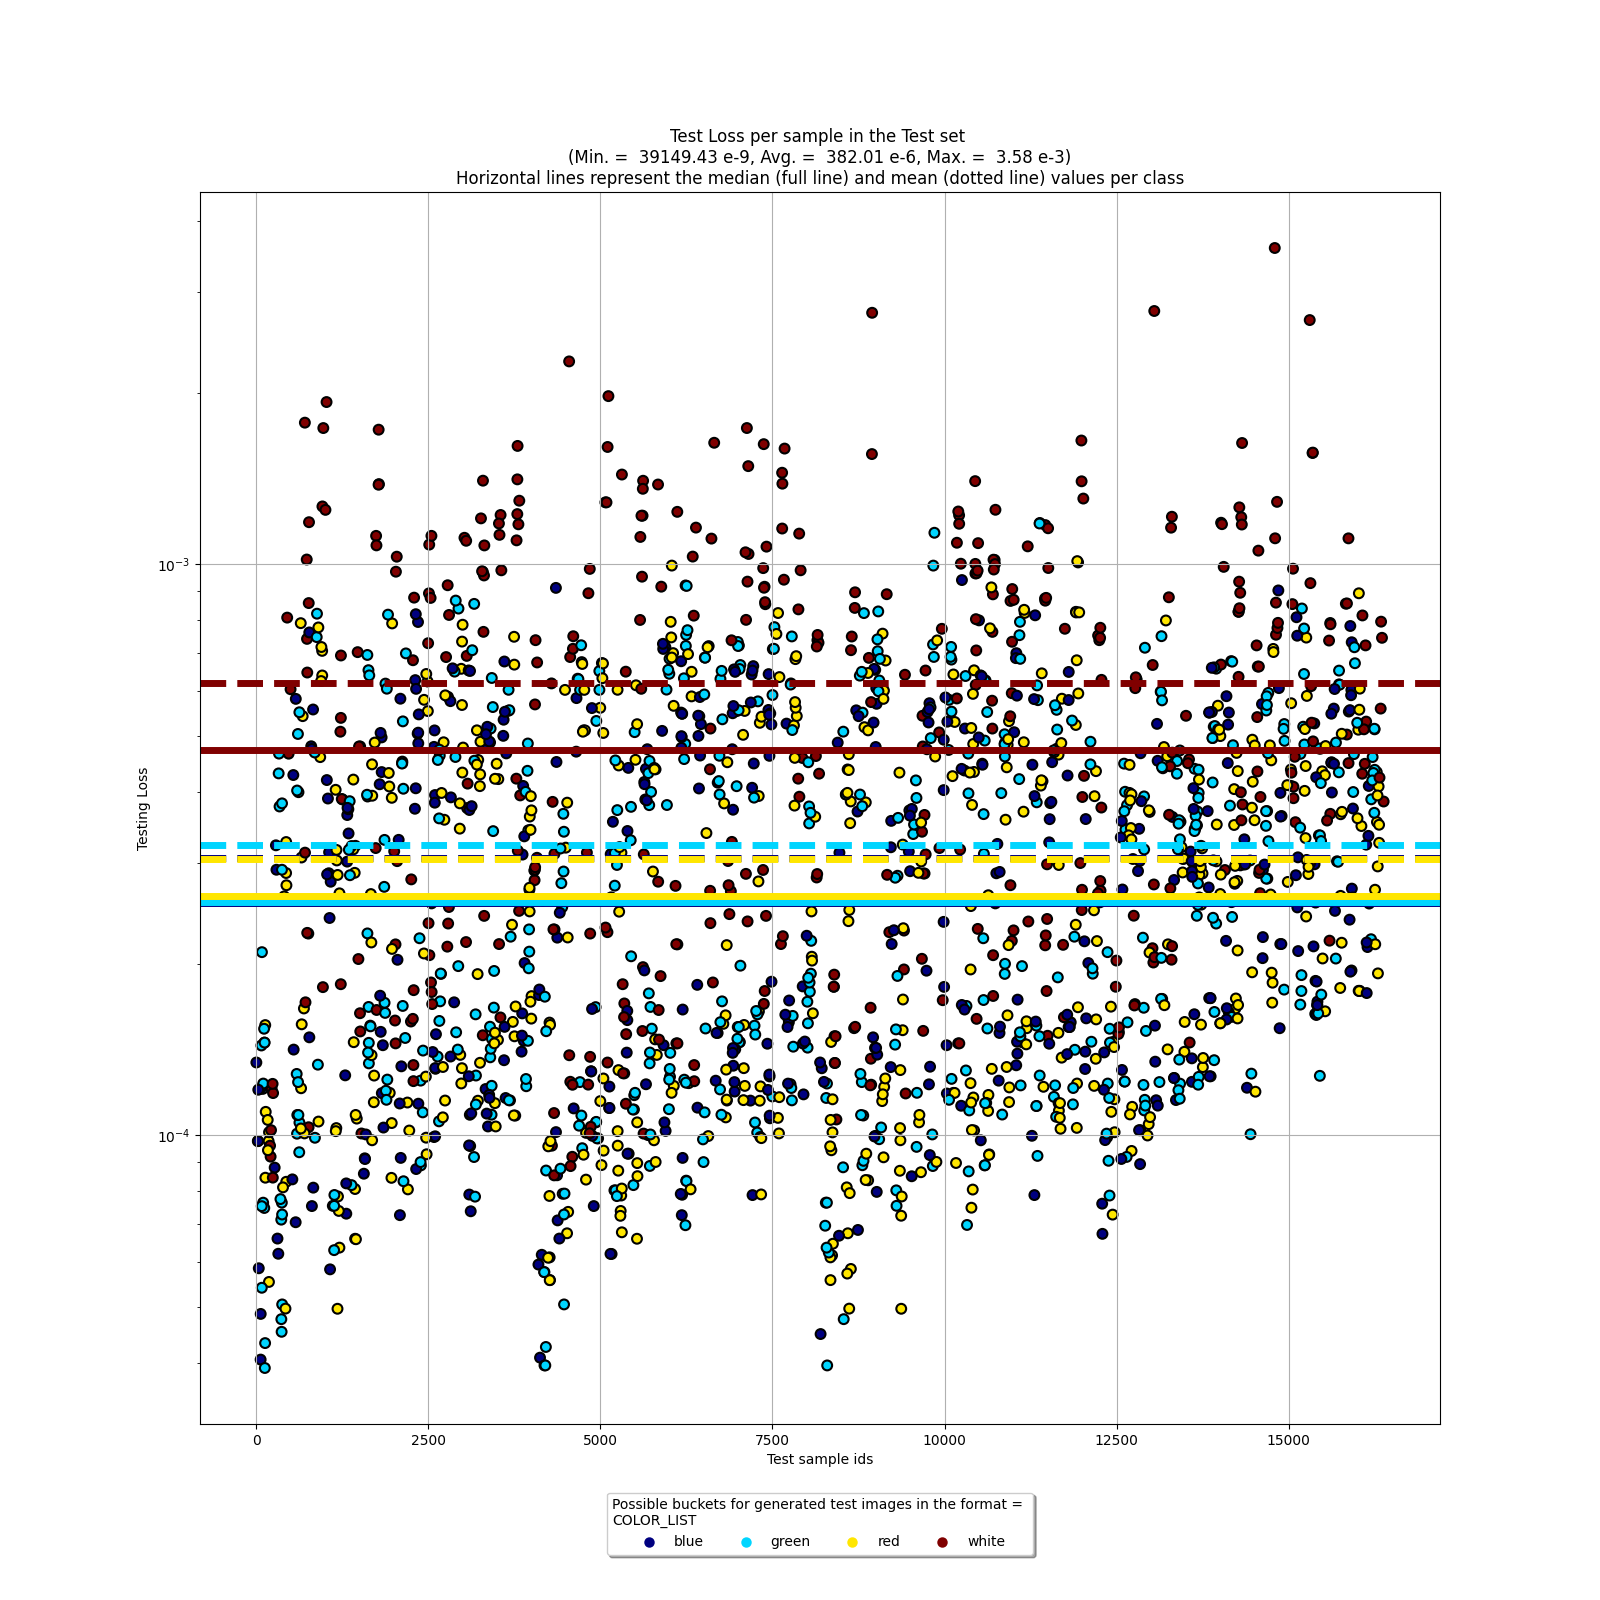 Test Loss per sample in the Test set
(Min. =  39149.43 e-9, Avg. =  382.01 e-6, Max. =  3.58 e-3)
Horizontal lines represent the median (full line) and mean (dotted line) values per class
Testing Loss
10⁻³
10⁻⁴
0 2500 5000 7500 10000 12500 15000
Test sample ids
Possible buckets for generated test images in the format =
COLOR_LIST
blue green red white